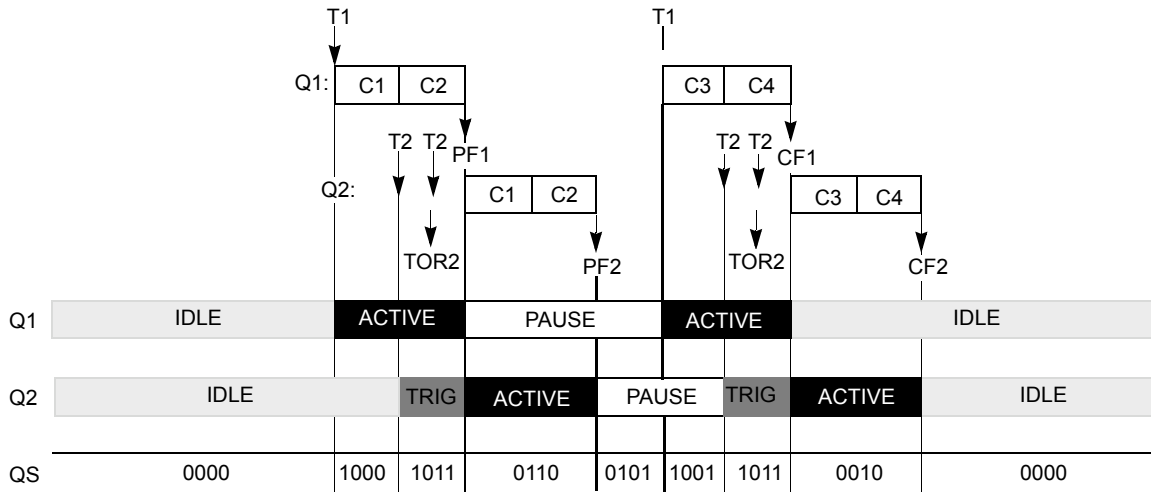 T1 T1
Q1: C1 C2 C3 C4
T2 T2 PF1 T2 T2 CF1
Q2: C1 C2 C3 C4
TOR2 PF2 TOR2 CF2
Q1 IDLE ACTIVE PAUSE ACTIVE IDLE
Q2 IDLE TRIG ACTIVE PAUSE TRIG ACTIVE IDLE
QS 0000 1000 1011 0110 0101 1001 1011 0010 0000